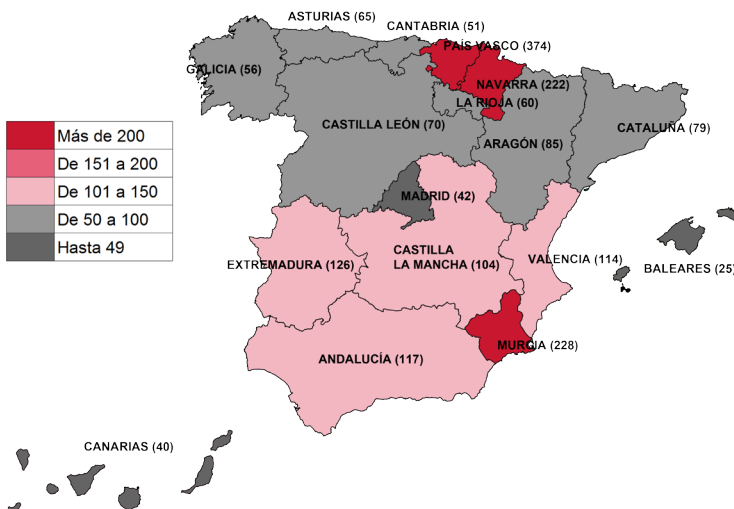 ASTURIAS (65)
CANTABRIA (51)
PAÍS VASCO (374)
GALICIA (56)
NAVARRA (222)
LA RIOJA (60)
CASTILLA LEÓN (70)
CATALUÑA (79)
ARAGÓN (85)
Más de 200
De 151 a 200
De 101 a 150
De 50 a 100
Hasta 49
MADRID (42)
CASTILLA
LA MANCHA (104)
VALENCIA (114)
EXTREMADURA (126)
BALEARES (25)
MURCIA (228)
ANDALUCÍA (117)
CANARIAS (40)